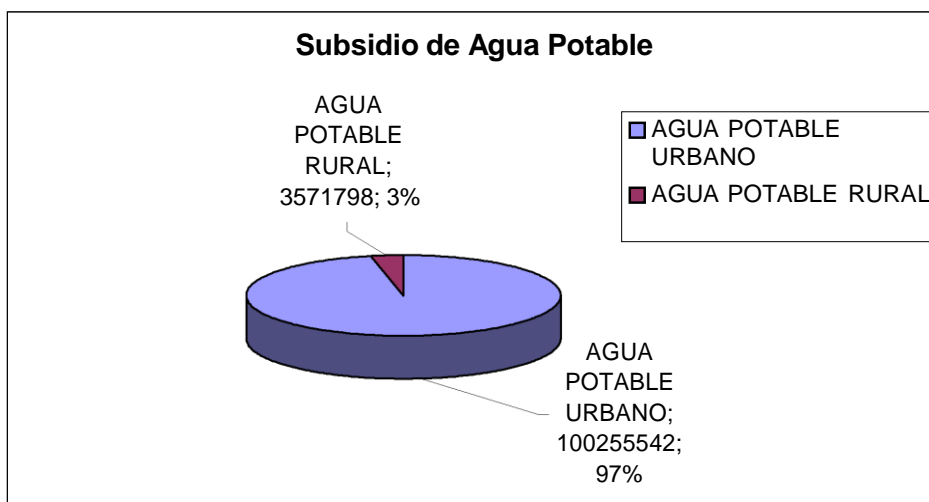 Subsidio de Agua Potable
AGUA
POTABLE
RURAL;
3571798; 3%
AGUA POTABLE
URBANO
AGUA POTABLE RURAL
AGUA
POTABLE
URBANO;
100255542;
97%